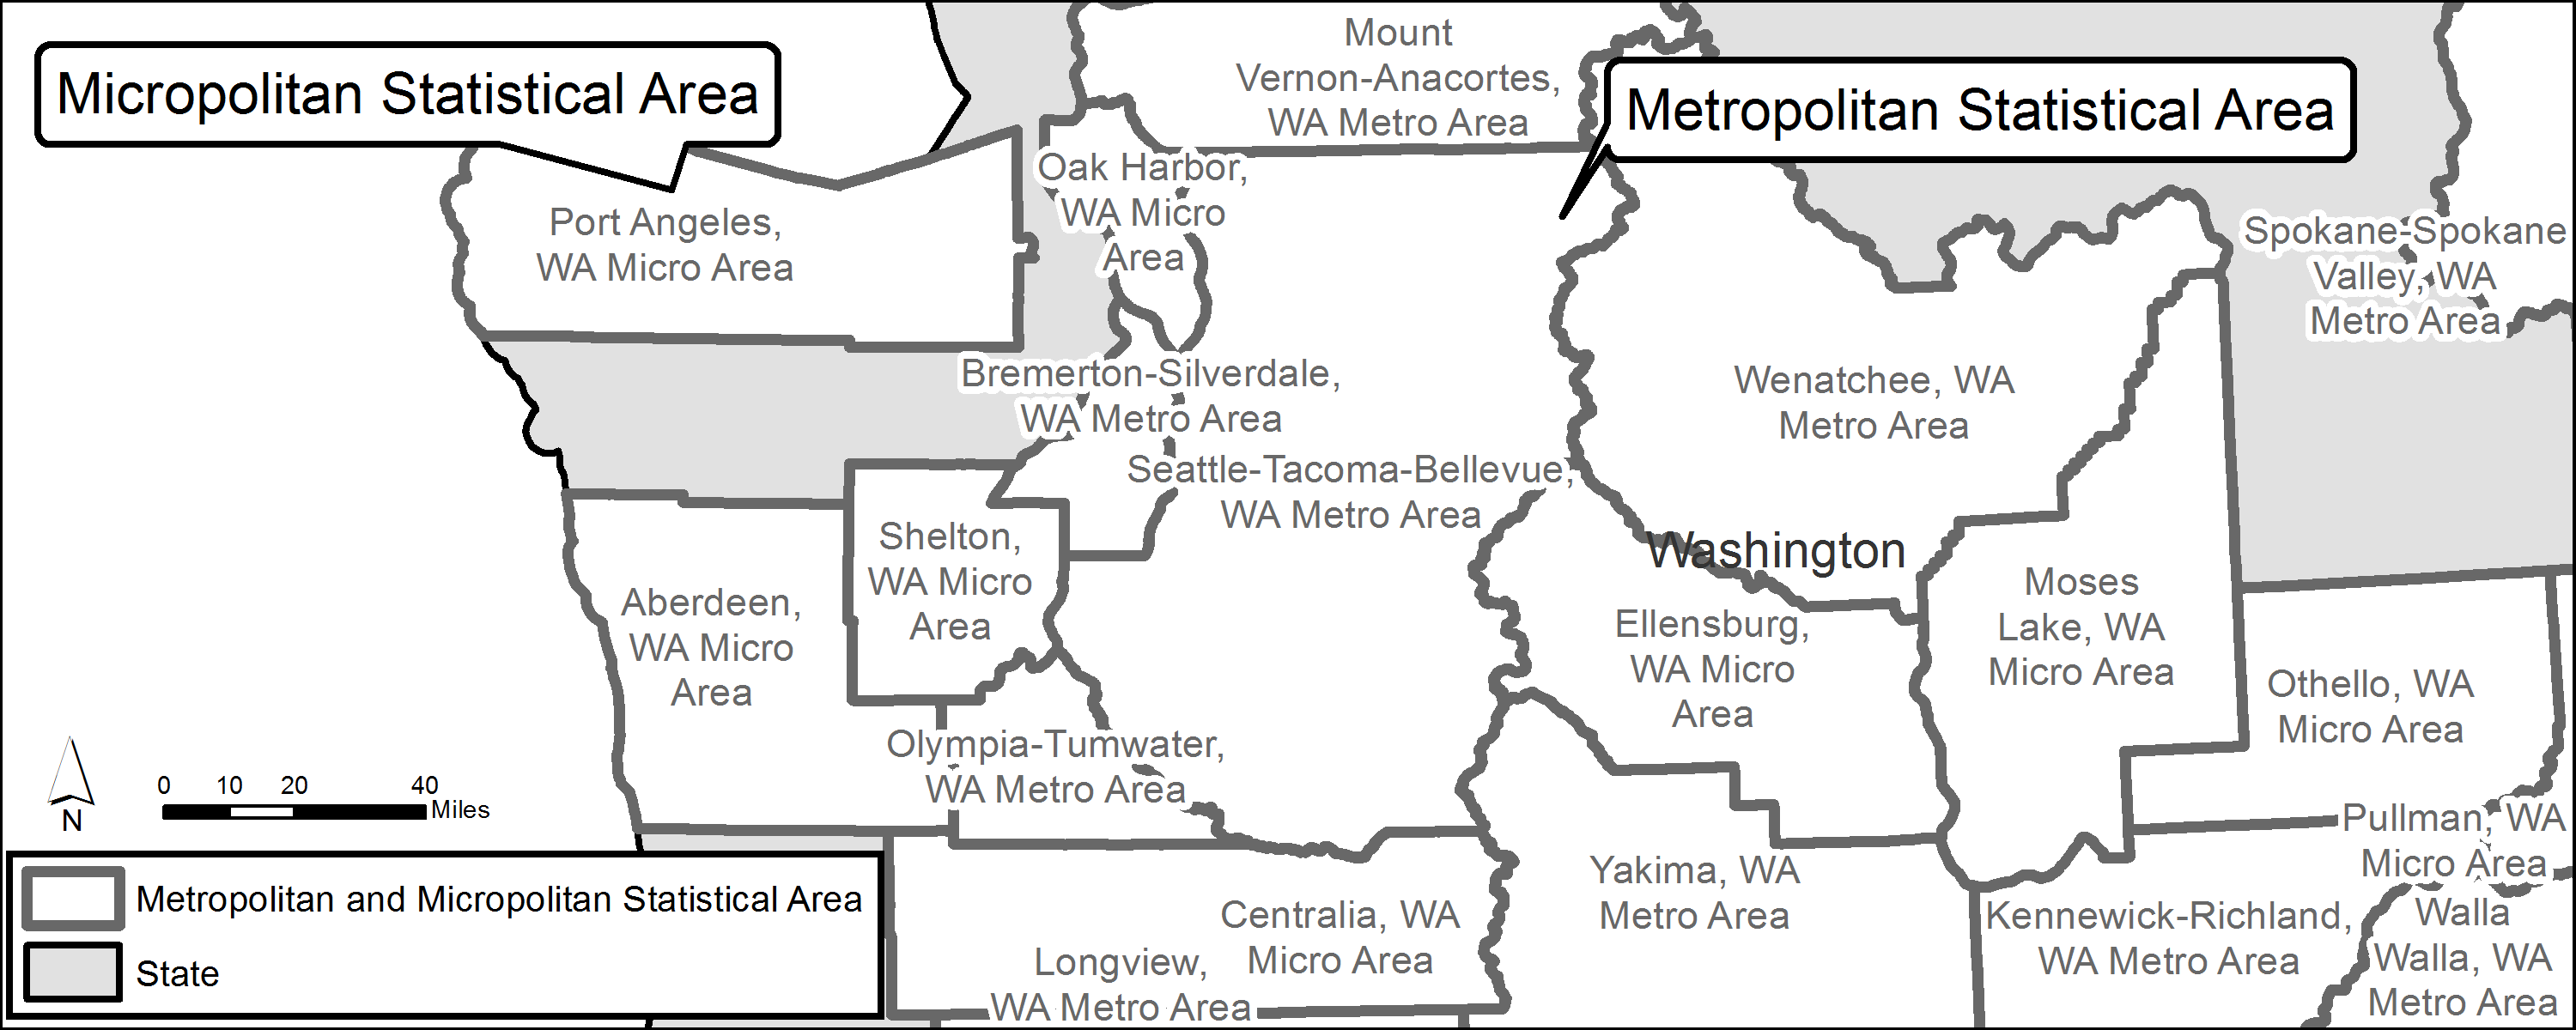 Micropolitan Statistical Area
Metropolitan Statistical Area
Mount
Vernon-Anacortes,
WA Metro Area
Oak Harbor,
WA Micro
Area
Port Angeles,
WA Micro Area
Spokane-Spokane
Valley, WA
Metro Area
Bremerton-Silverdale,
WA Metro Area
Wenatchee, WA
Metro Area
Seattle-Tacoma-Bellevue,
WA Metro Area
Washington
Shelton,
WA Micro
Area
Aberdeen,
WA Micro
Area
Ellensburg,
WA Micro
Area
Moses
Lake, WA
Micro Area
Othello, WA
Micro Area
Olympia-Tumwater,
WA Metro Area
Pullman, WA
Micro Area
Yakima, WA
Metro Area
Centralia, WA
Micro Area
Longview,
WA Metro Area
Kennewick-Richland,
WA Metro Area
Walla
Walla, WA
Metro Area
N
0 10 20 40
Miles
Metropolitan and Micropolitan Statistical Area
State